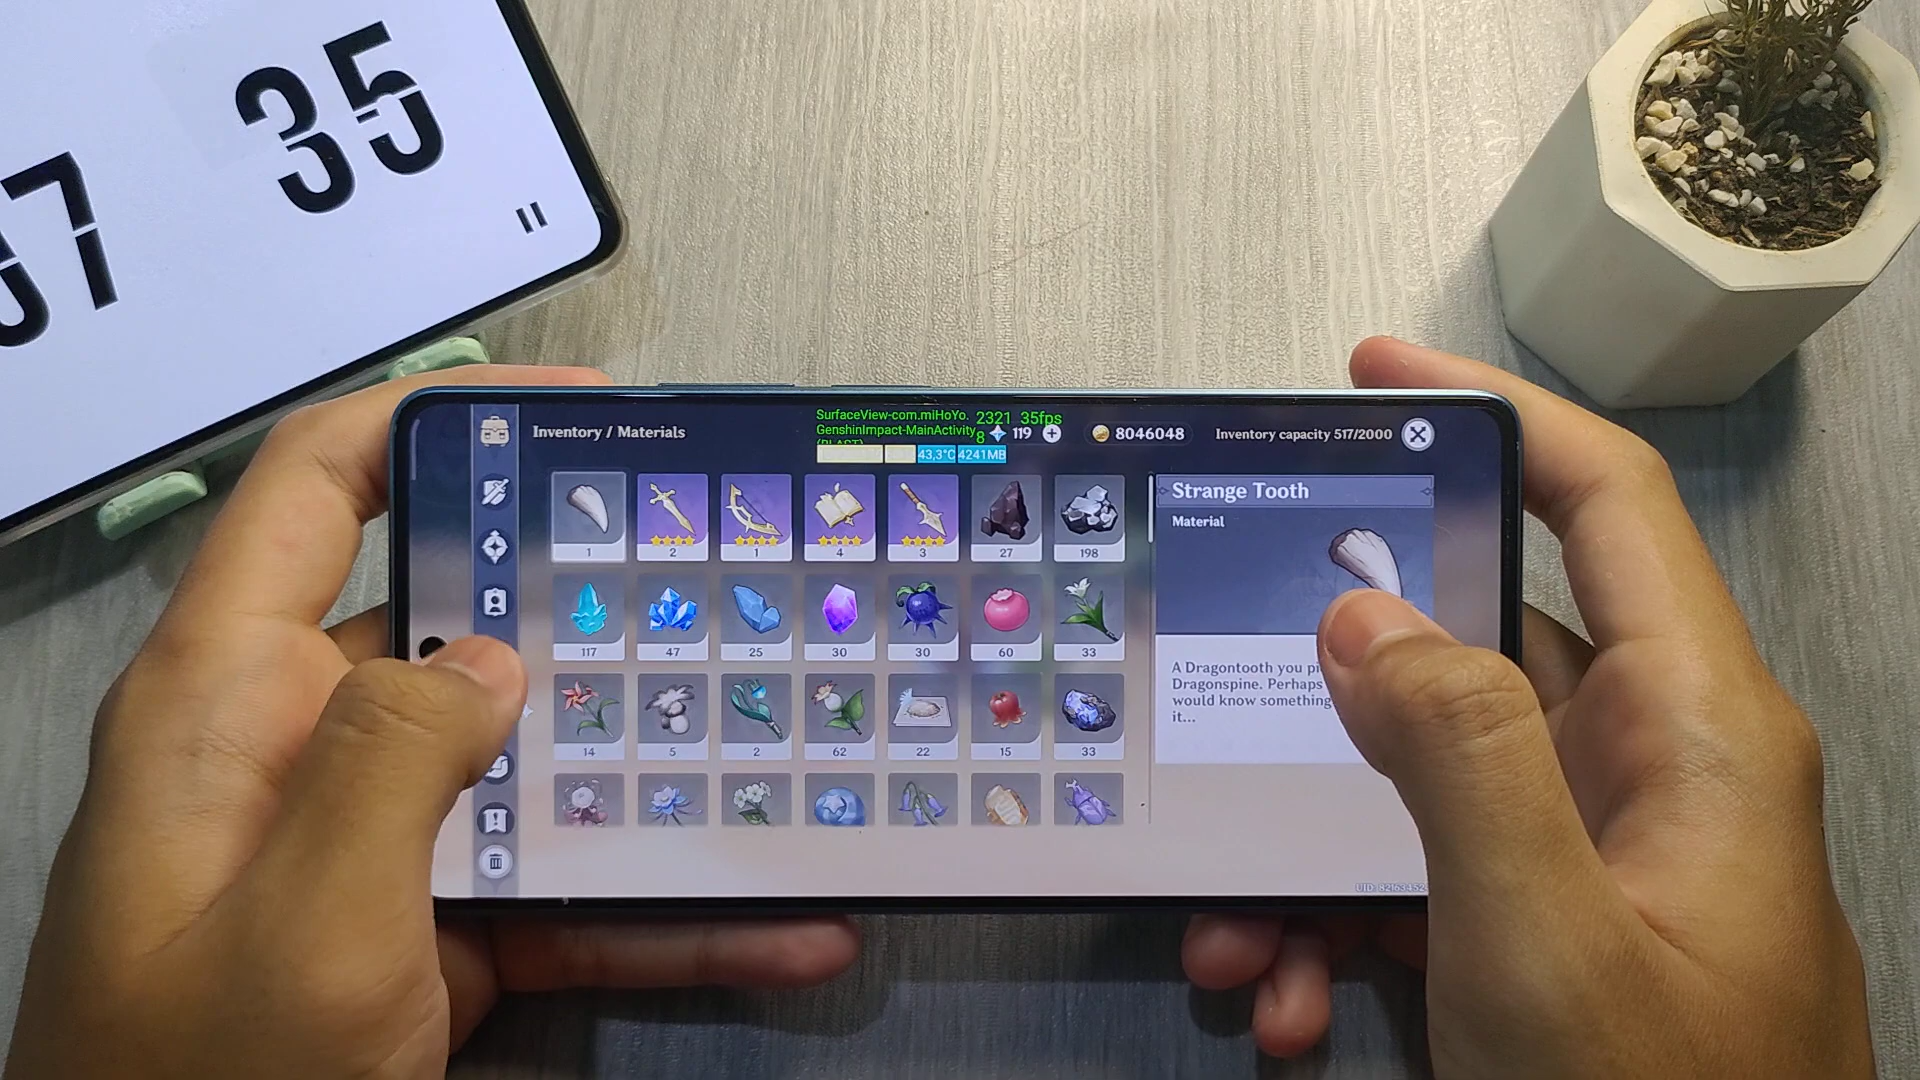 35
7
Inventory / Materials
SurfaceView-com.miHoYo.
GenshinImpact-MainActivity
2321 35fps
8
119
8046048
Inventory capacity 517/2000
43,3°C 4241MB
1 2 1 4 3 27 198
117 47 25 30 30 60 33
14 5 2 62 22 15 33
Strange Tooth
Material
A Dragontooth you
Dragonspine. Perhaps
would know something
it...